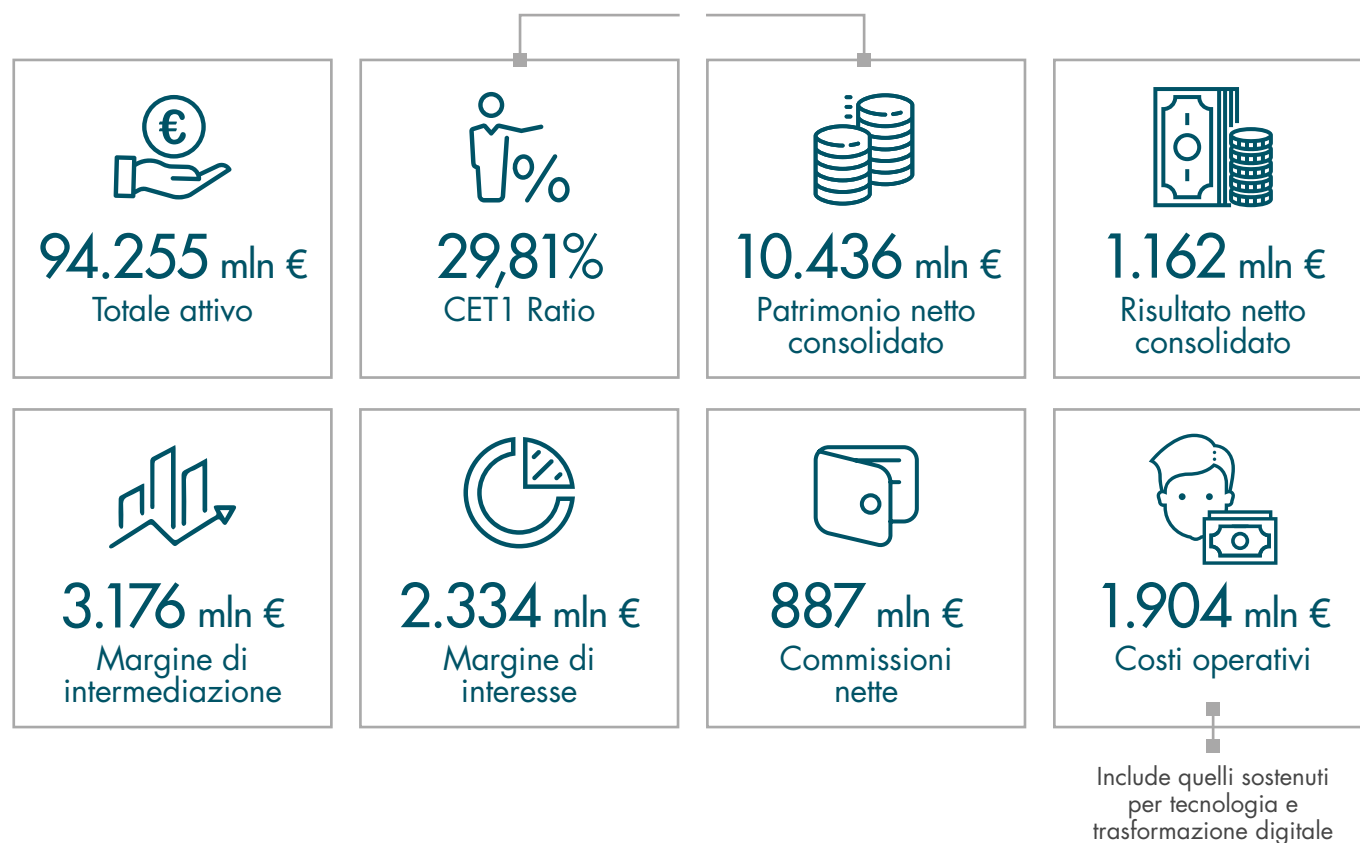 94.255 mln €
Totale attivo
29,81%
CET1 Ratio
10.436 mln €
Patrimonio netto
consolidato
1.162 mln €
Risultato netto
consolidato
3.176 mln €
Margine di
intermediazione
2.334 mln €
Margine di
interesse
887 mln €
Commissioni
nette
1.904 mln €
Costi operativi
Include quelli sostenuti
per tecnologia e
trasformazione digitale